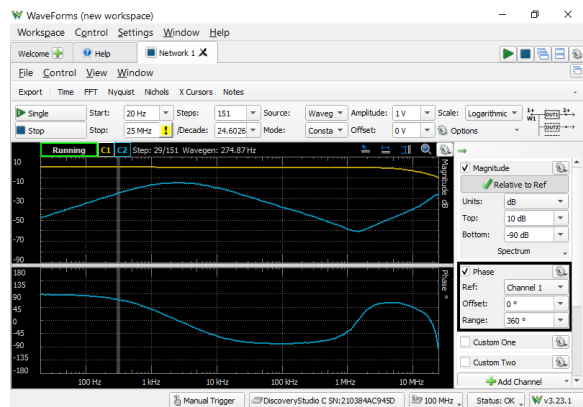 WaveForms (new workspace)
Workspace Control Settings Window Help
Welcome Help Network 1
File Control View Window
Export Time FFT Nyquist Nichols X Cursors Notes
Single Start: 20 Hz Steps: 151 Source: Waveg Amplitude: 1 V Scale: Logarithmic 1+ W1 DUT1 2+
Stop Stop: 25 MHz ! /Decade: 24.6026 Mode: Consta Offset: 0 V Options DUT2
Running C1 C2 Step: 29/151 Wavegen: 274.87 Hz
10
-10
-30
-50
-70
-90
Magnitude dB
Magnitude
Relative to Ref
Units: dB
Top: 10 dB
Bottom: -90 dB
Spectrum
180
135
90
45
0
-45
-90
-135
-180
Phase °
100 Hz 1 kHz 10 kHz 100 kHz 1 MHz 10 MHz
Phase
Ref: Channel 1
Offset: 0 °
Range: 360 °
Custom One
Custom Two
Add Channel
Manual Trigger DiscoveryStudio C SN:210384AC945D 100 MHz Status: OK v3.23.1